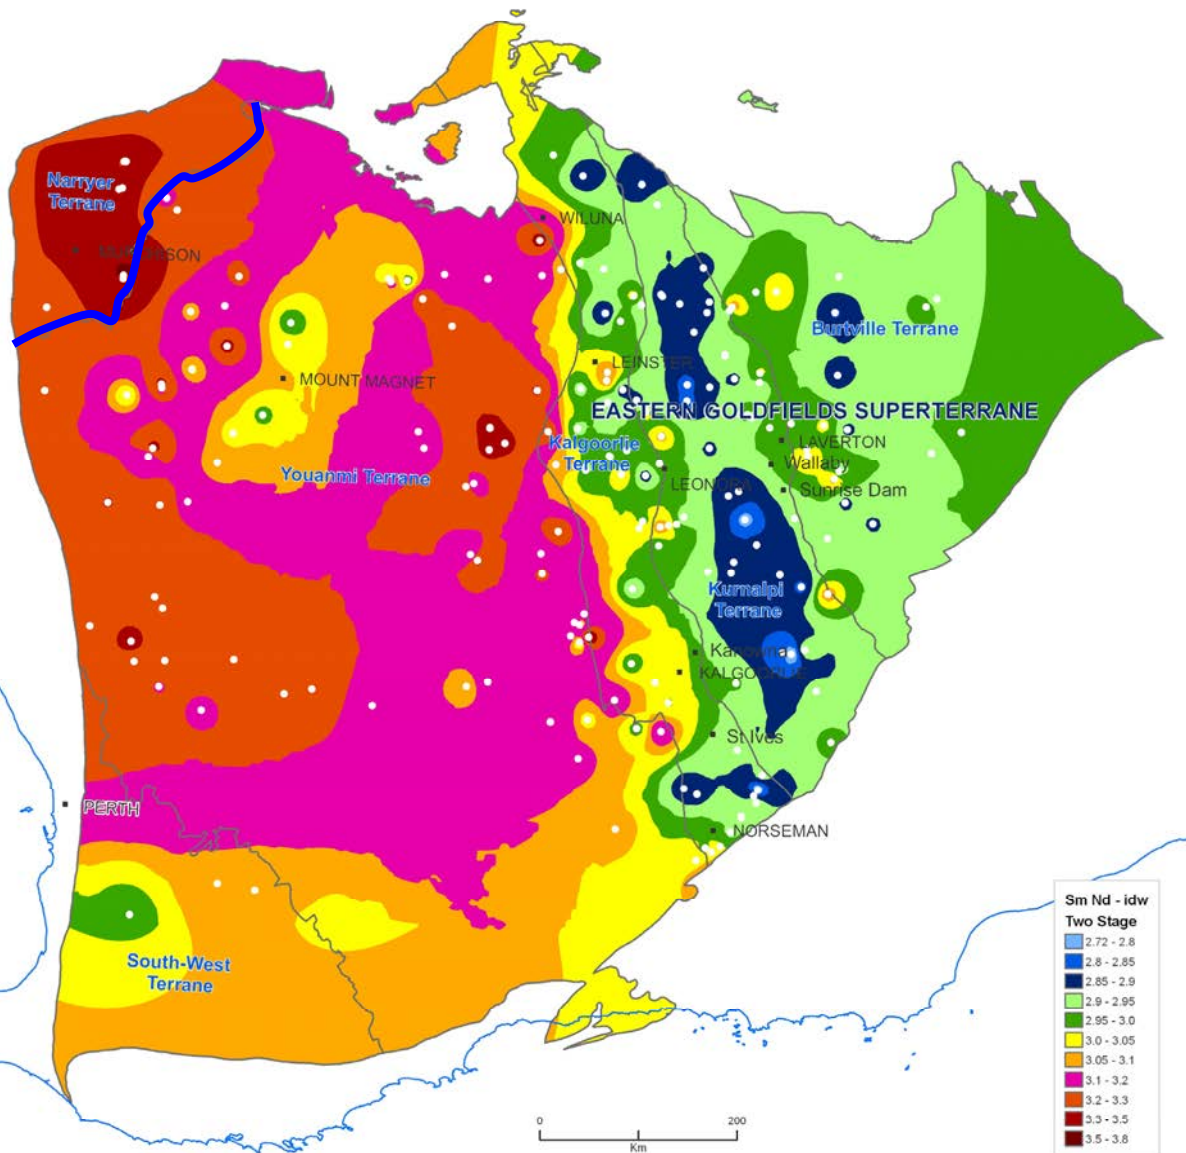 Narryer
Terrane
MURCHISON
WILUNA
Burtville Terrane
LEINSTER
MOUNT MAGNET
EASTERN GOLDFIELDS SUPERTERRANE
Kalgoorlie
Terrane
LAVERTON
Wallaby
Youanmi Terrane
LEONORA
Sunrise Dam
Kurnalpi
Terrane
Kanowna
KALGOORLIE
St Ives
PERTH
NORSEMAN
South-West
Terrane
Sm Nd - idw
Two Stage
2.72 - 2.8
2.8 - 2.85
2.85 - 2.9
2.9 - 2.95
2.95 - 3.0
3.0 - 3.05
3.05 - 3.1
3.1 - 3.2
3.2 - 3.3
3.3 - 3.5
3.5 - 3.8
0 200
Km